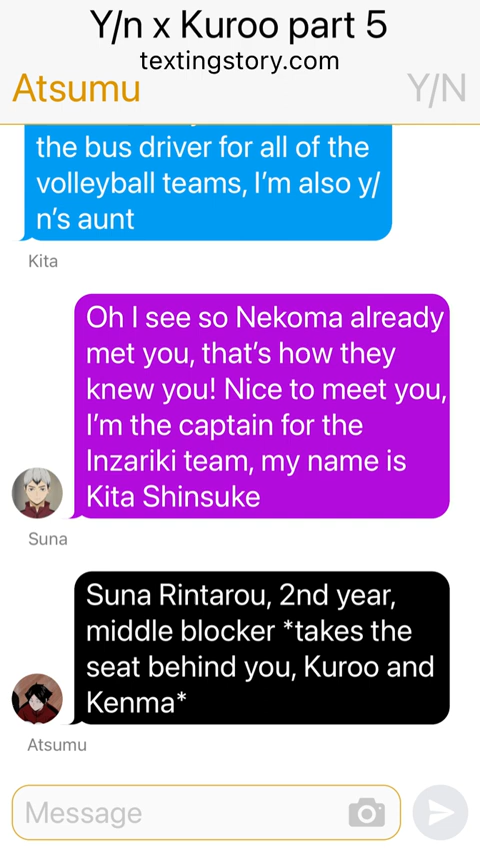 Y/n x Kuroo part 5
textingstory.com
Atsumu
Y/N
the bus driver for all of the
volleyball teams, I'm also y/
n's aunt
Kita
Oh I see so Nekoma already
met you, that's how they
knew you! Nice to meet you,
I'm the captain for the
Inzariki team, my name is
Kita Shinsuke
Suna
Suna Rintarou, 2nd year,
middle blocker *takes the
seat behind you, Kuroo and
Kenma*
Atsumu
Message